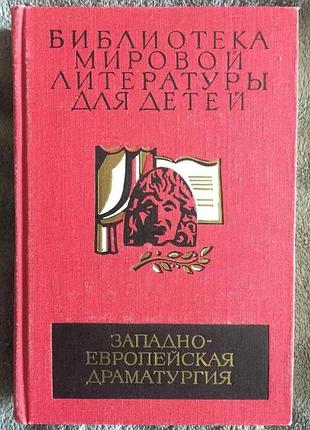 БИБЛИОТЕКА
МИРОВОЙ
ЛИТЕРАТУРЫ
ДЛЯ ДЕТЕЙ
ЗАПАДНО-
ЕВРОПЕЙСКАЯ
ДРАМАТУРГИЯ